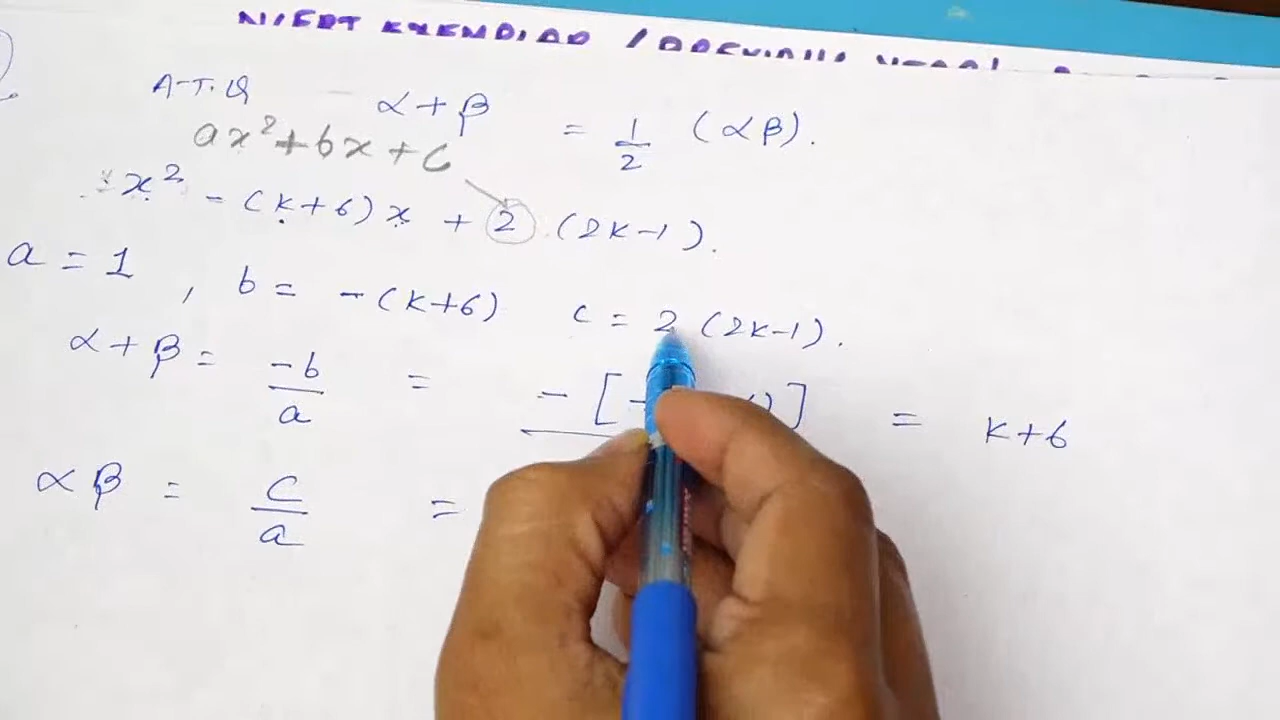 A-T.Q α+β = 1/2 (αβ).
ax²+bx+c
x² - (k+6)x + 2 (2k-1).
a = 1, b = -(k+6) c = 2 (2k-1).
α+β = -b/a = - [- )] = k+6
αβ = c/a =